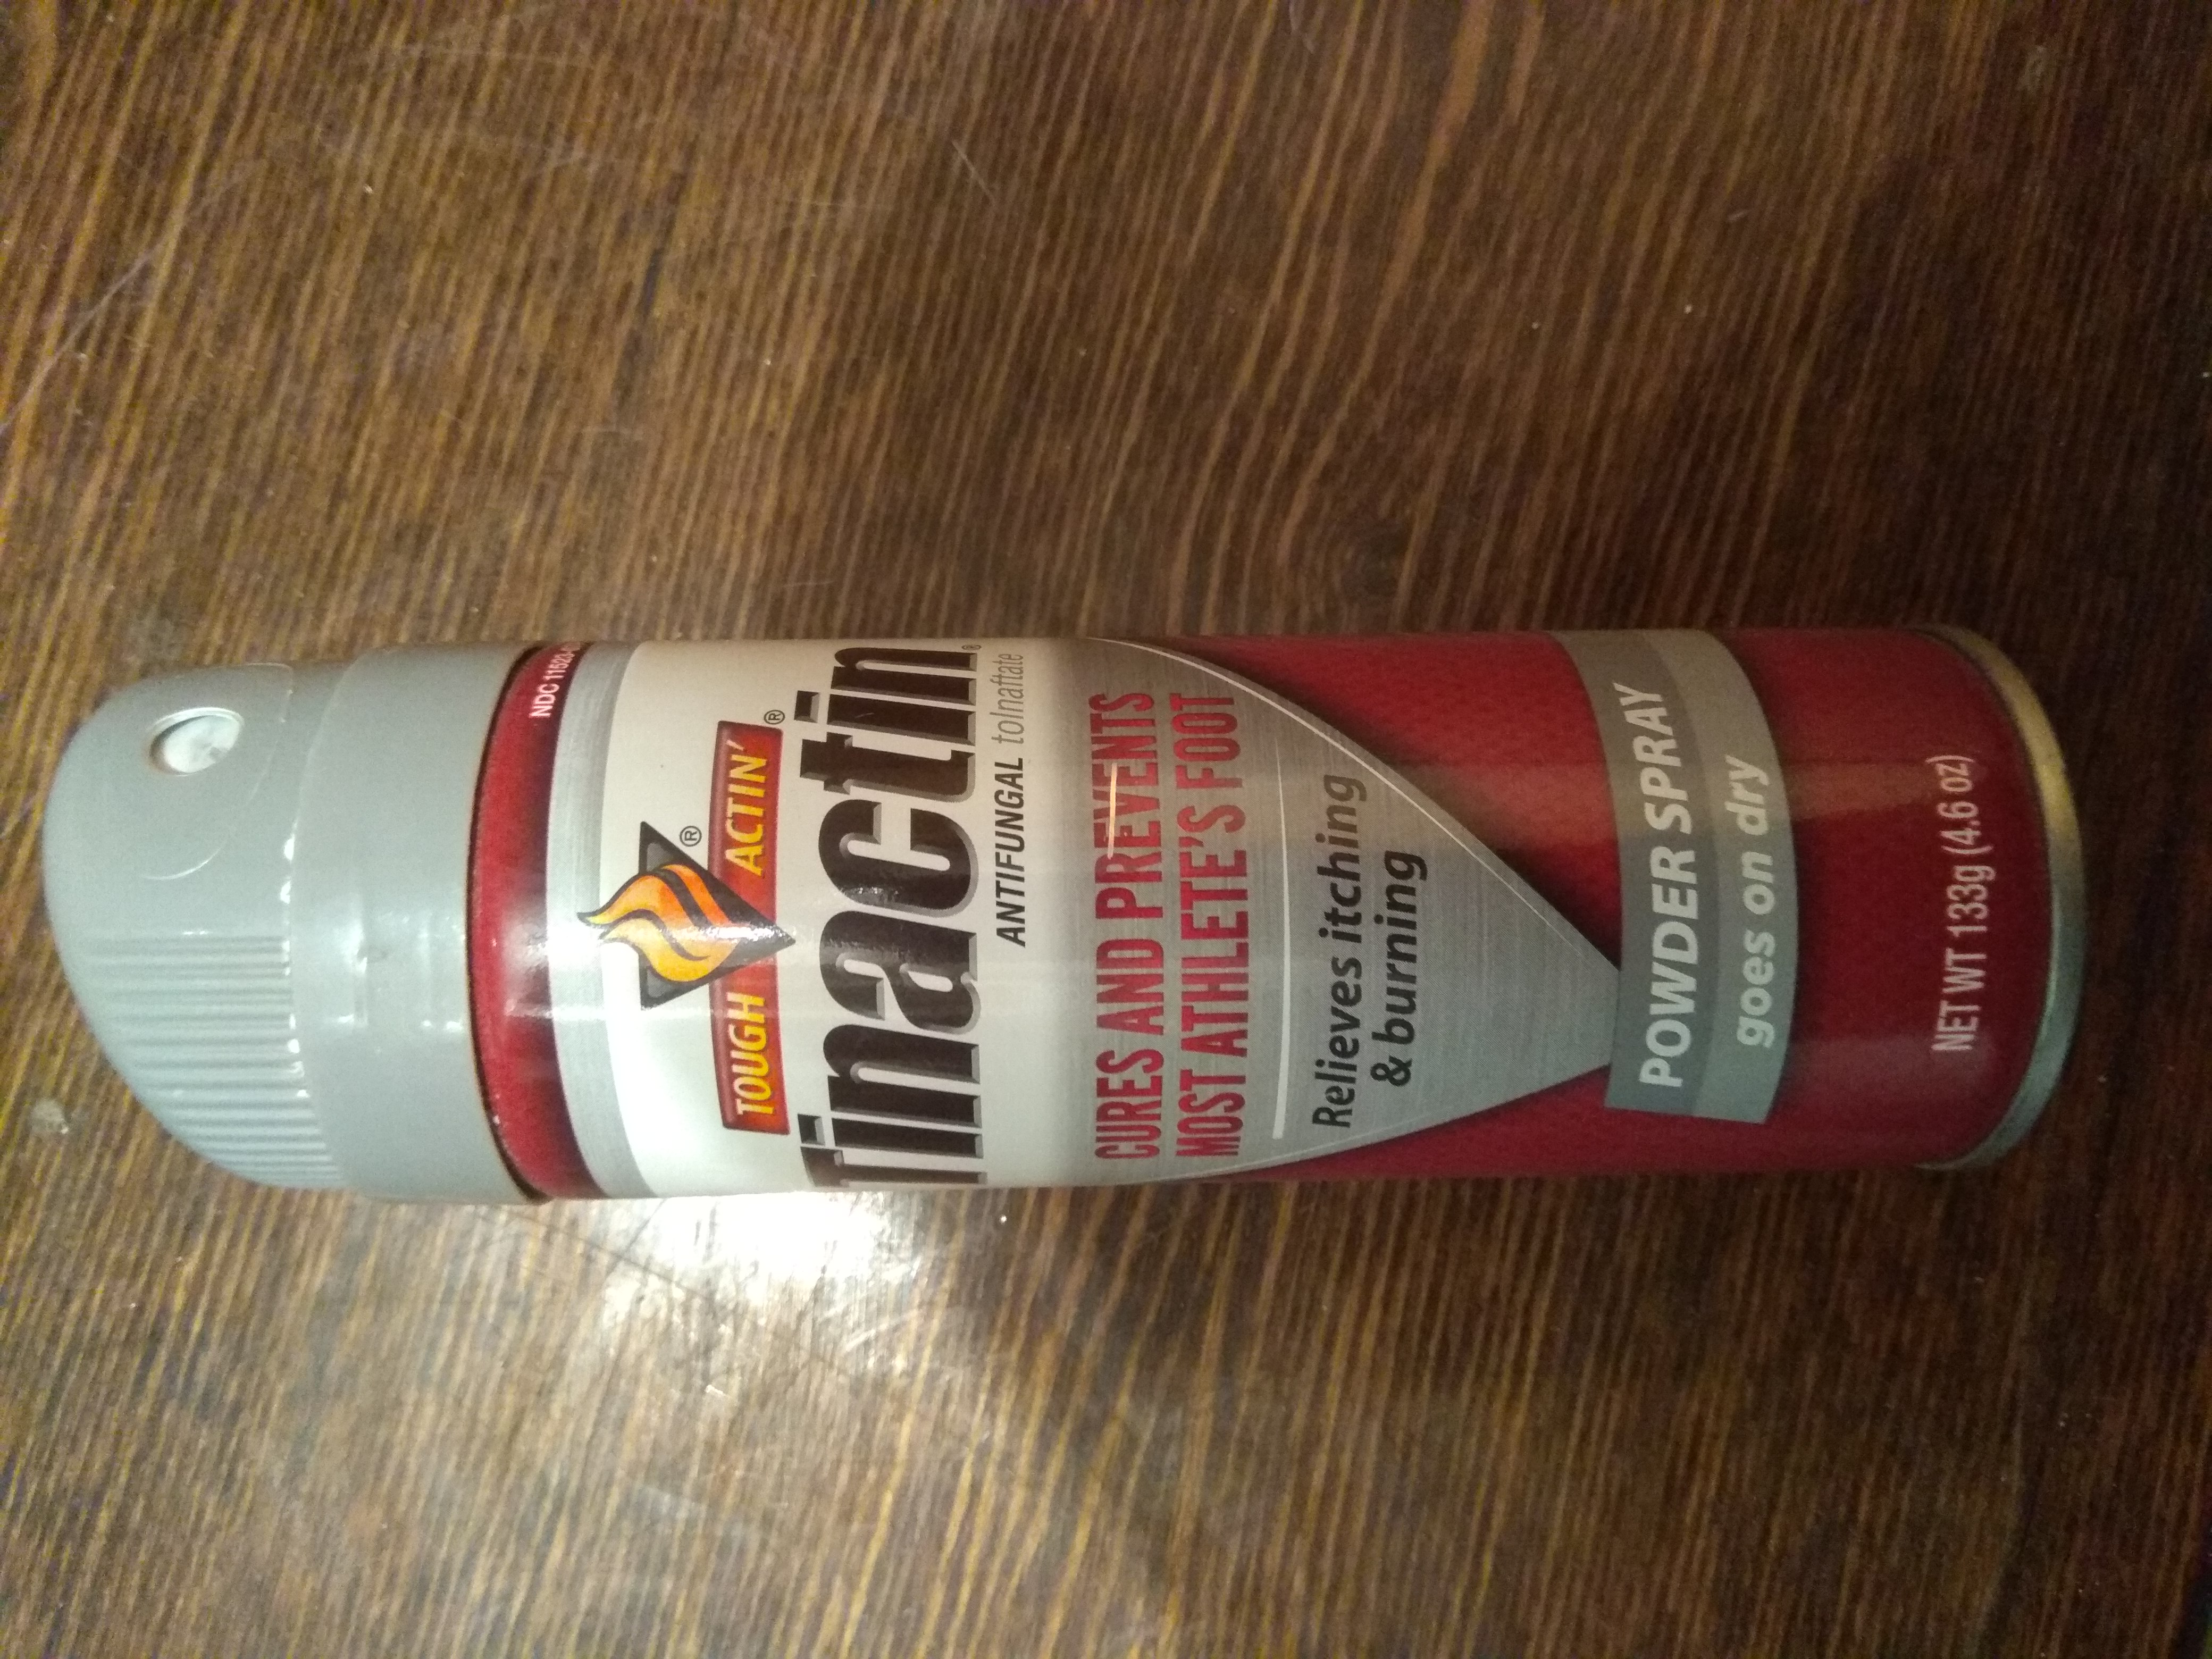 NDC 11523-
®
TOUGH ACTIN'®
Tinactin®
ANTIFUNGAL tolnaftate
CURES AND PREVENTS
MOST ATHLETE'S FOOT
Relieves itching
& burning
POWDER SPRAY
goes on dry
NET WT 133g (4.6 oz)